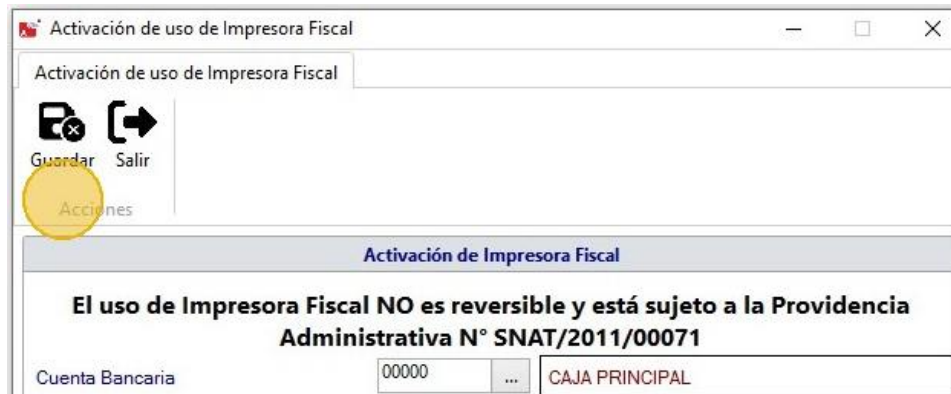 Activación de uso de Impresora Fiscal
Activación de uso de Impresora Fiscal
Guardar Salir
Acciones
Activación de Impresora Fiscal
El uso de Impresora Fiscal NO es reversible y está sujeto a la Providencia
Administrativa N° SNAT/2011/00071
Cuenta Bancaria 00000 ... CAJA PRINCIPAL